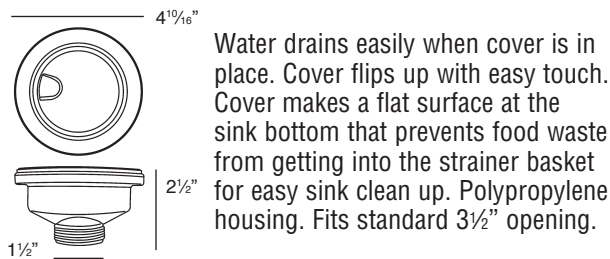 4 10/16”
Water drains easily when cover is in
place. Cover flips up with easy touch.
Cover makes a flat surface at the
sink bottom that prevents food waste
from getting into the strainer basket
for easy sink clean up. Polypropylene
housing. Fits standard 3½” opening.
2½”
1½”